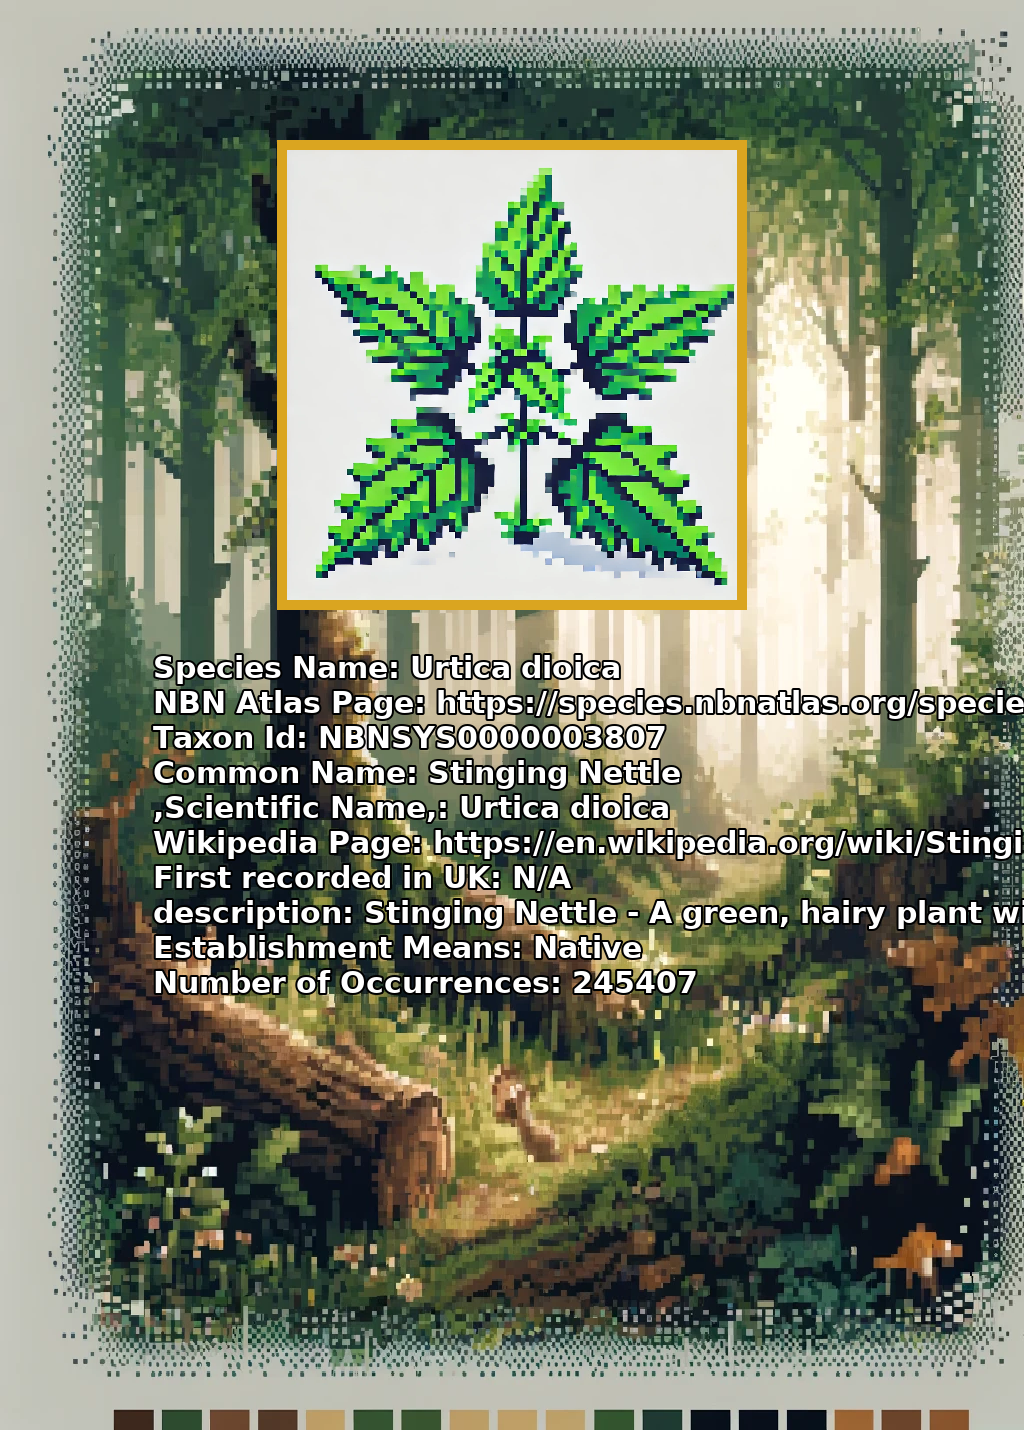 Species Name: Urtica dioica
NBN Atlas Page: https://species.nbnatlas.org/specie
Taxon Id: NBNSYS0000003807
Common Name: Stinging Nettle
,Scientific Name,: Urtica dioica
Wikipedia Page: https://en.wikipedia.org/wiki/Stingi
First recorded in UK: N/A
description: Stinging Nettle - A green, hairy plant wi
Establishment Means: Native
Number of Occurrences: 245407